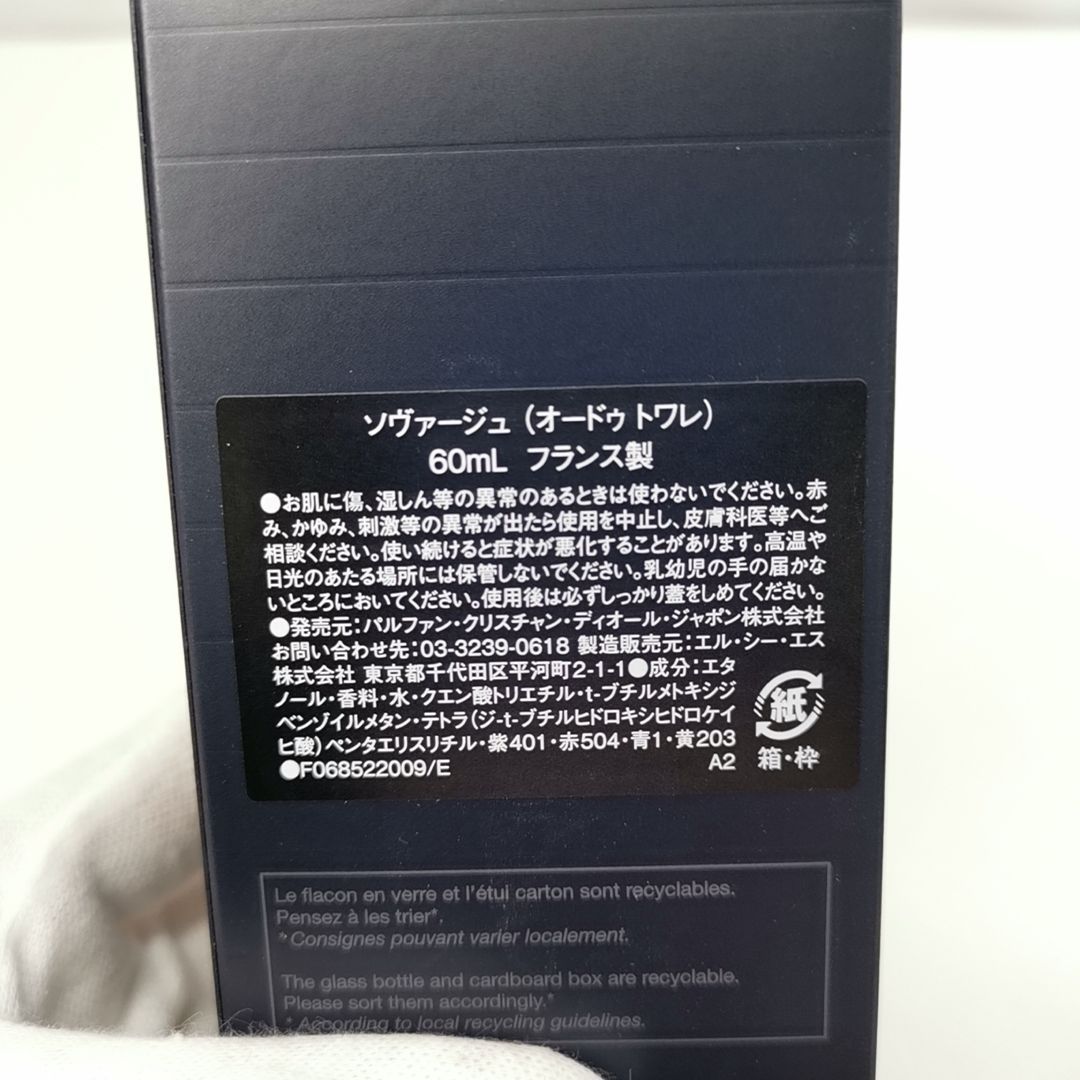 ソヴァージュ（オードゥ トワレ）
60mL フランス製
●お肌に傷、湿しん等の異常のあるときは使わないでください。赤
み、かゆみ、刺激等の異常が出たら使用を中止し、皮膚科医等へご
相談ください。使い続けると症状が悪化することがあります。高温や
日光のあたる場所には保管しないでください。乳幼児の手の届かな
いところにおいてください。使用後は必ずしっかり蓋をしめてください。
●発売元：パルファン・クリスチャン・ディオール・ジャポン株式会社
お問い合わせ先：03-3239-0618 製造販売元：エル・シー・エス
株式会社 東京都千代田区平河町2-1-1●成分：エタ
ノール・香料・水・クエン酸トリエチル・t-ブチルメトキシジ
ベンゾイルメタン・テトラ（ジ-t-ブチルヒドロキシヒドロケイ
ヒ酸）ペンタエリスリチル・紫401・赤504・青1・黄203
●F068522009/E A2
紙
箱・枠
Le flacon en verre et l'étui carton sont recyclables.
Pensez à les trier*.
*Consignes pouvant varier localement.
The glass bottle and cardboard box are recyclable.
Please sort them accordingly.*
* According to local recycling guidelines.